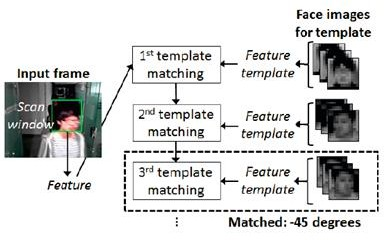 Face images
for template
Input frame
Scan
window
Feature
1st template
matching
Feature
template
2nd template
matching
Feature
template
3rd template
matching
Feature
template
⋮
Matched: -45 degrees